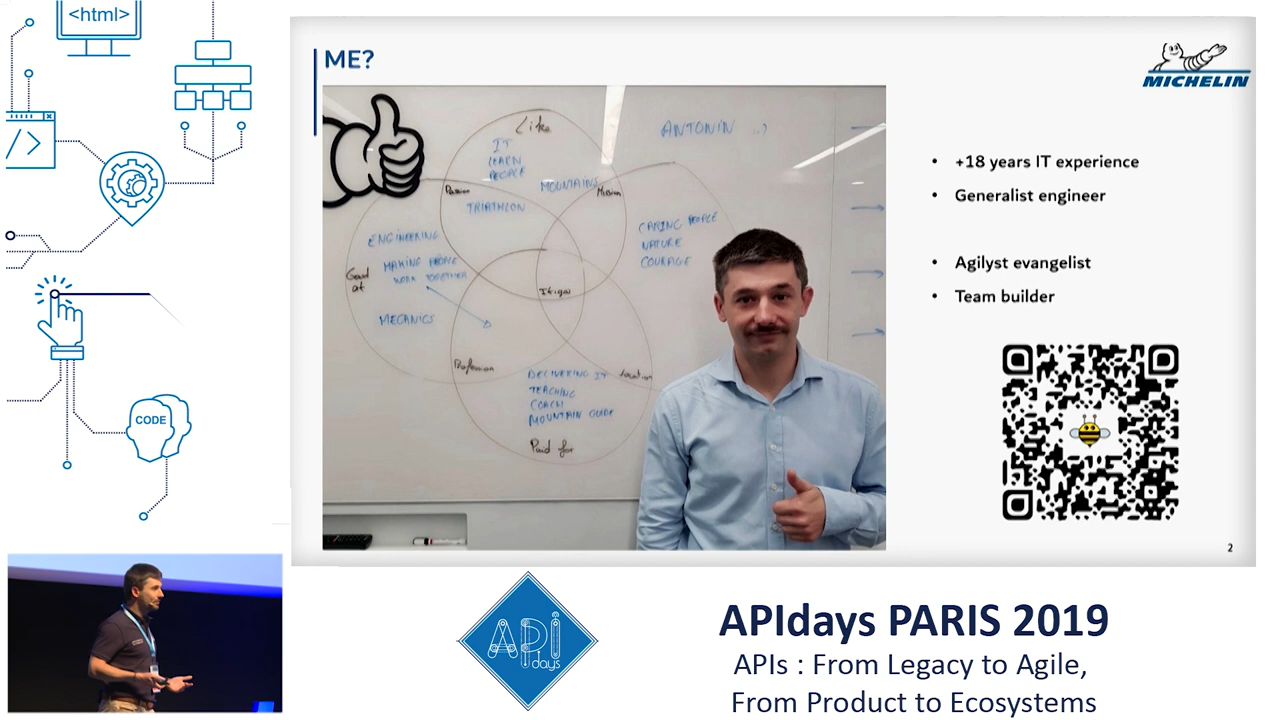 <html>
</>
CODE
ME?
MICHELIN
Like
IT
LEARN
PEOPLE
MOUNTAINS
ANTONIN ..?
Passion
Mission
TRIATHLON
CARING PEOPLE
NATURE
COURAGE
ENGINEERING
MAKING PEOPLE
WORK TOGETHER
Good
at
Ikigai
MECANICS
Profession
Vocation
DELIVERING IT
TEACHING
COACH
MOUNTAIN GUIDE
Paid for
• +18 years IT experience
• Generalist engineer
• Agilyst evangelist
• Team builder
2
API
days
APIdays PARIS 2019
APIs : From Legacy to Agile,
From Product to Ecosystems